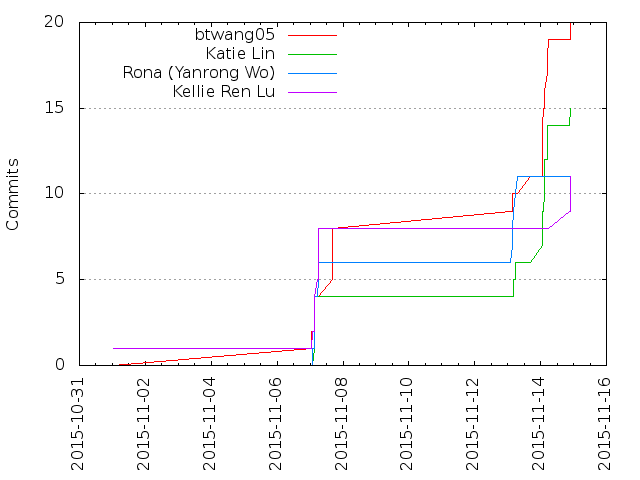 20
15
10
5
0
Commits
btwang05
Katie Lin
Rona (Yanrong Wo)
Kellie Ren Lu
2015-10-31
2015-11-02
2015-11-04
2015-11-06
2015-11-08
2015-11-10
2015-11-12
2015-11-14
2015-11-16